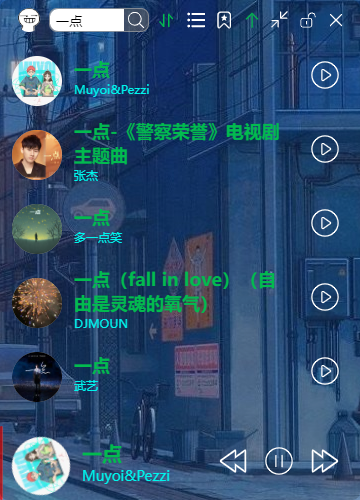 一点
一点
Muyoi&Pezzi
一点-《警察荣誉》电视剧
主题曲
张杰
一点
多一点笑
一点（fall in love）（自
由是灵魂的氧气）
DJMOUN
一点
武艺
一点
Muyoi&Pezzi